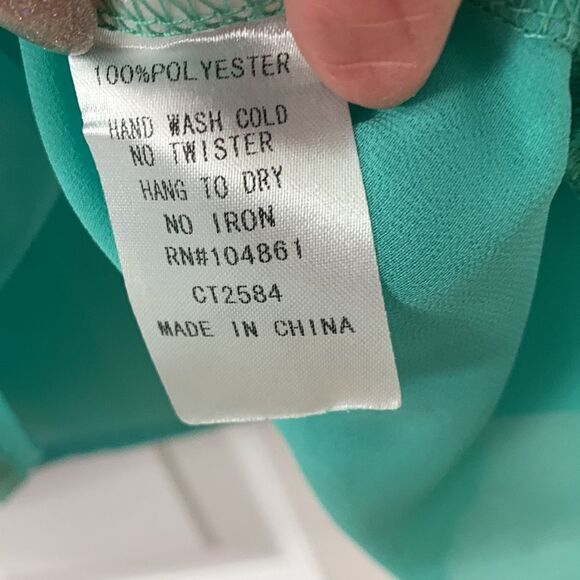 100%POLYESTER
HAND WASH COLD
NO TWISTER
HANG TO DRY
NO IRON
RN#104861
CT2584
MADE IN CHINA